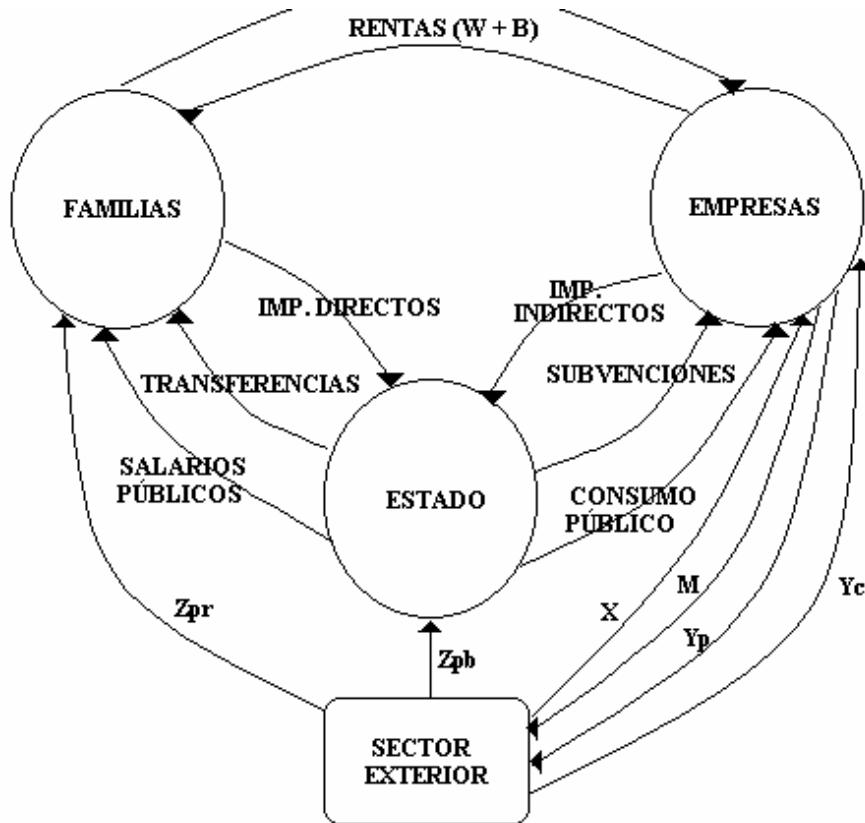 RENTAS (W + B)
FAMILIAS
EMPRESAS
IMP. DIRECTOS
IMP.
INDIRECTOS
TRANSFERENCIAS
SUBVENCIONES
SALARIOS
PÚBLICOS
ESTADO
CONSUMO
PÚBLICO
Zpr
Zpb
X
M
Yp
Yc
SECTOR
EXTERIOR